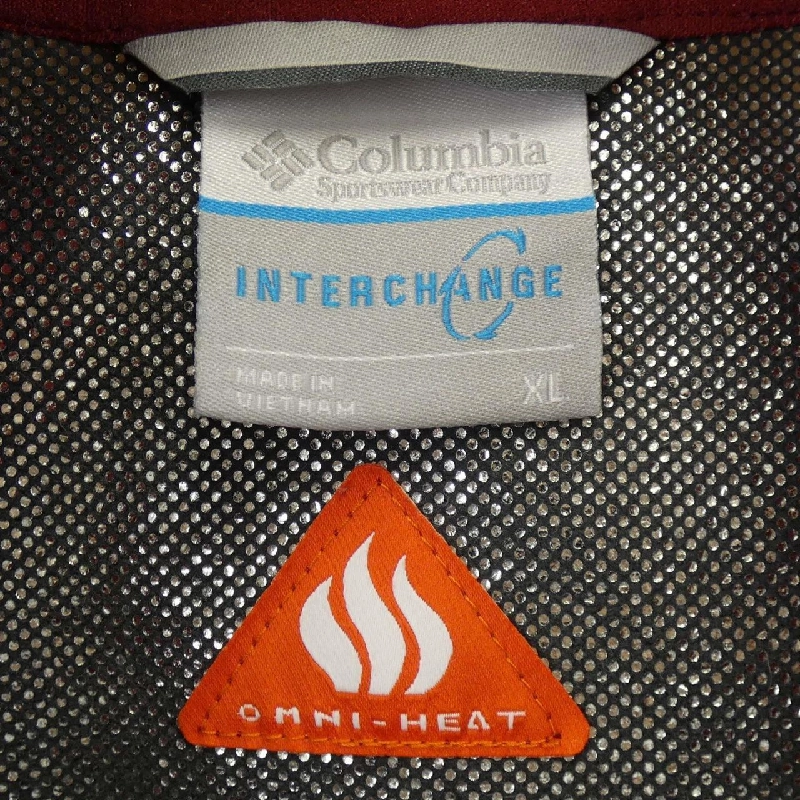 Columbia
Sportswear Company
INTERCHANGE
MADE IN
VIETNAM
XL
OMNI-HEAT